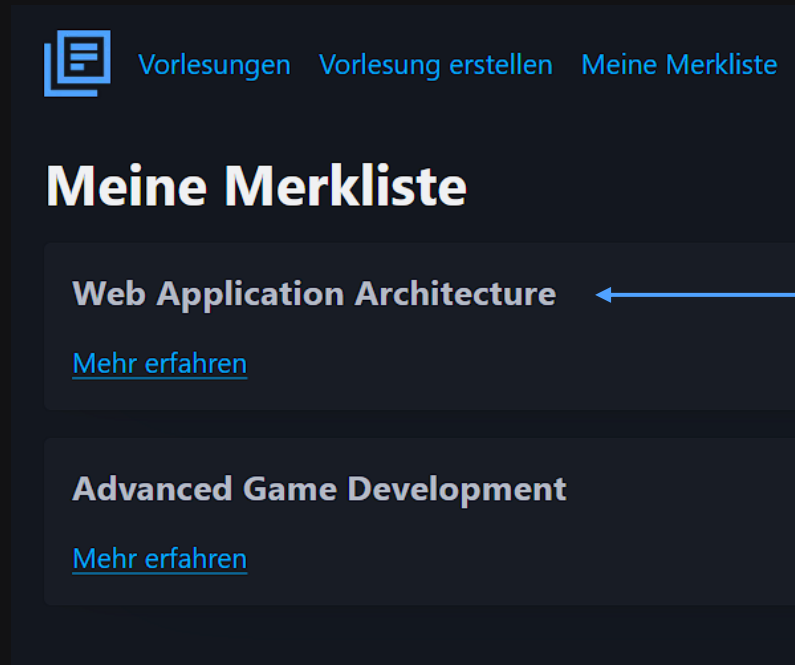 Vorlesungen Vorlesung erstellen Meine Merkliste
Meine Merkliste
Web Application Architecture
Mehr erfahren
Advanced Game Development
Mehr erfahren